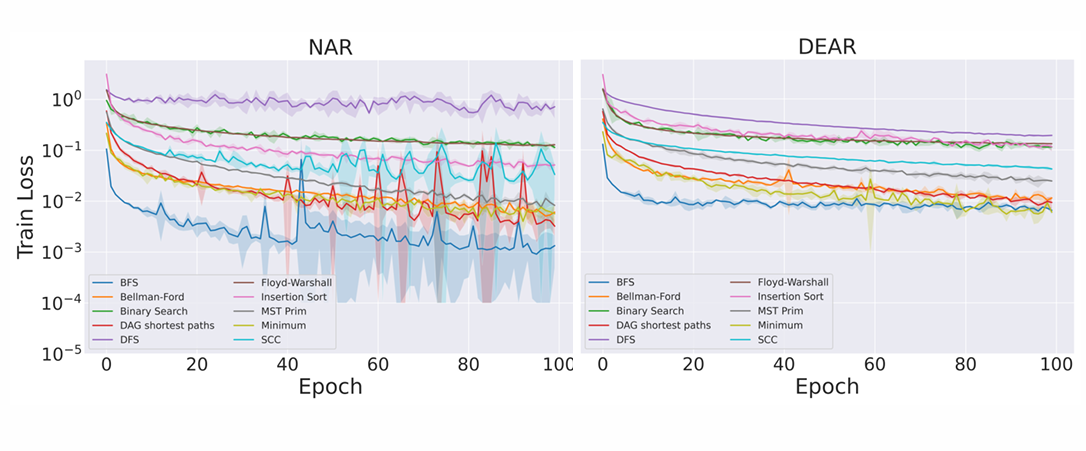 NAR
DEAR
Train Loss
10^0
10^-1
10^-2
10^-3
10^-4
10^-5
BFS
Bellman-Ford
Binary Search
DAG shortest paths
DFS
Floyd-Warshall
Insertion Sort
MST Prim
Minimum
SCC
0 20 40 60 80 100
Epoch
BFS
Bellman-Ford
Binary Search
DAG shortest paths
DFS
Floyd-Warshall
Insertion Sort
MST Prim
Minimum
SCC
0 20 40 60 80 100
Epoch